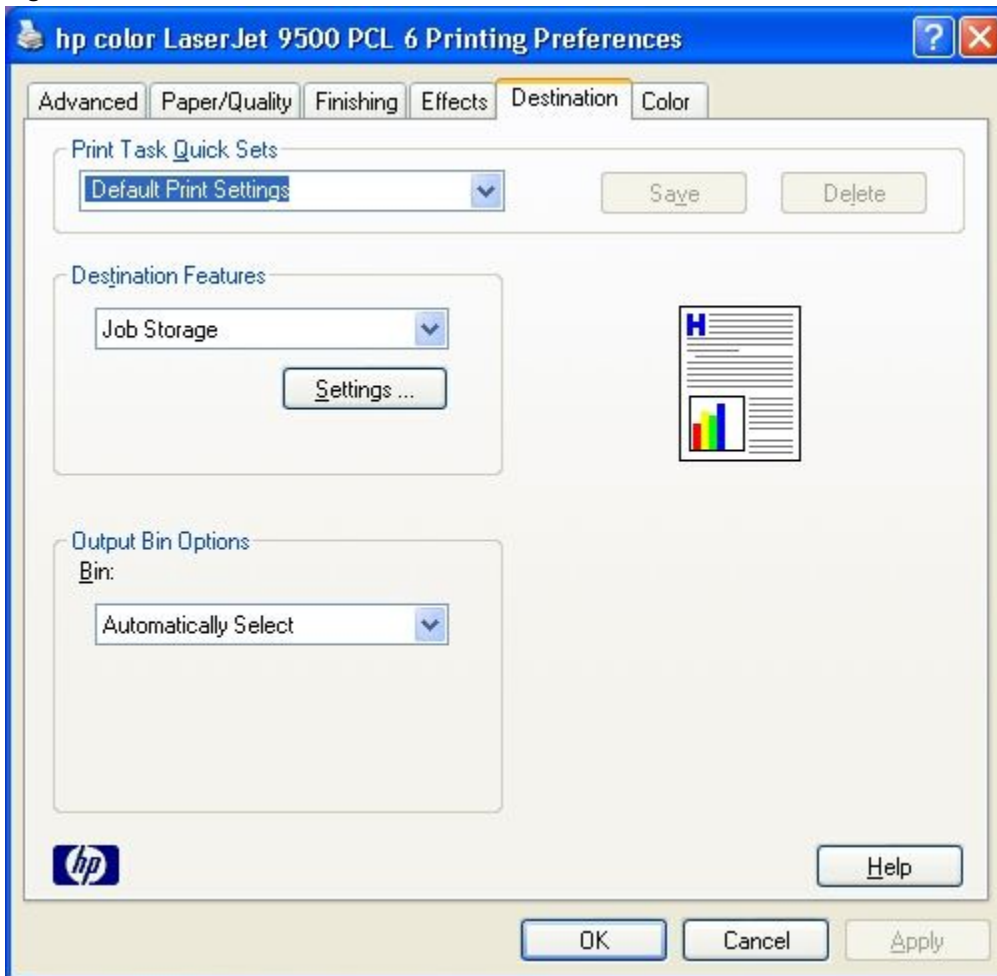 hp color LaserJet 9500 PCL 6 Printing Preferences
Advanced Paper/Quality Finishing Effects Destination Color
Print Task Quick Sets
Default Print Settings Save Delete
Destination Features
Job Storage
Settings ...
H
Output Bin Options
Bin:
Automatically Select
hp
Help
OK Cancel Apply